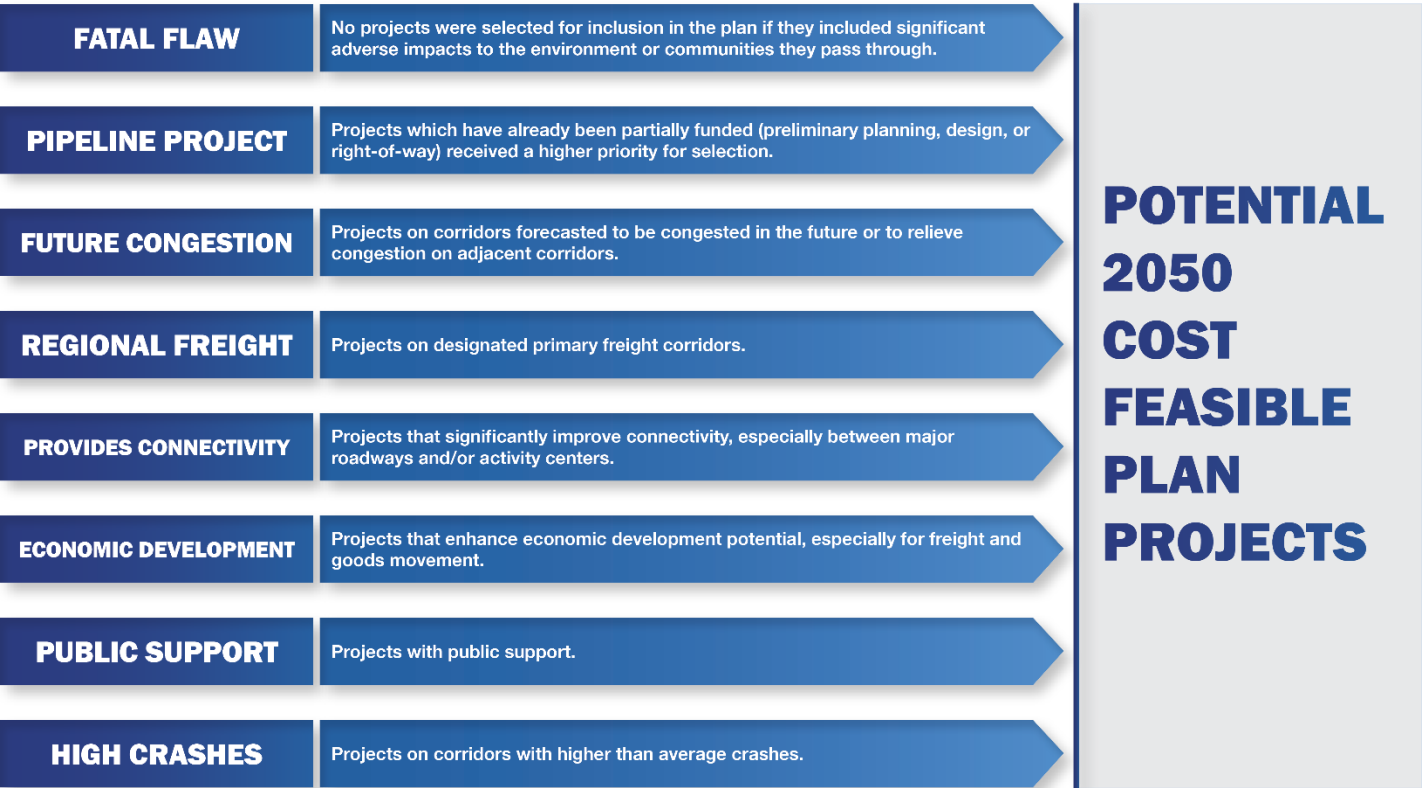 FATAL FLAW
No projects were selected for inclusion in the plan if they included significant
adverse impacts to the environment or communities they pass through.
PIPELINE PROJECT
Projects which have already been partially funded (preliminary planning, design, or
right-of-way) received a higher priority for selection.
FUTURE CONGESTION
Projects on corridors forecasted to be congested in the future or to relieve
congestion on adjacent corridors.
REGIONAL FREIGHT
Projects on designated primary freight corridors.
PROVIDES CONNECTIVITY
Projects that significantly improve connectivity, especially between major
roadways and/or activity centers.
ECONOMIC DEVELOPMENT
Projects that enhance economic development potential, especially for freight and
goods movement.
PUBLIC SUPPORT
Projects with public support.
HIGH CRASHES
Projects on corridors with higher than average crashes.
POTENTIAL
2050
COST
FEASIBLE
PLAN
PROJECTS